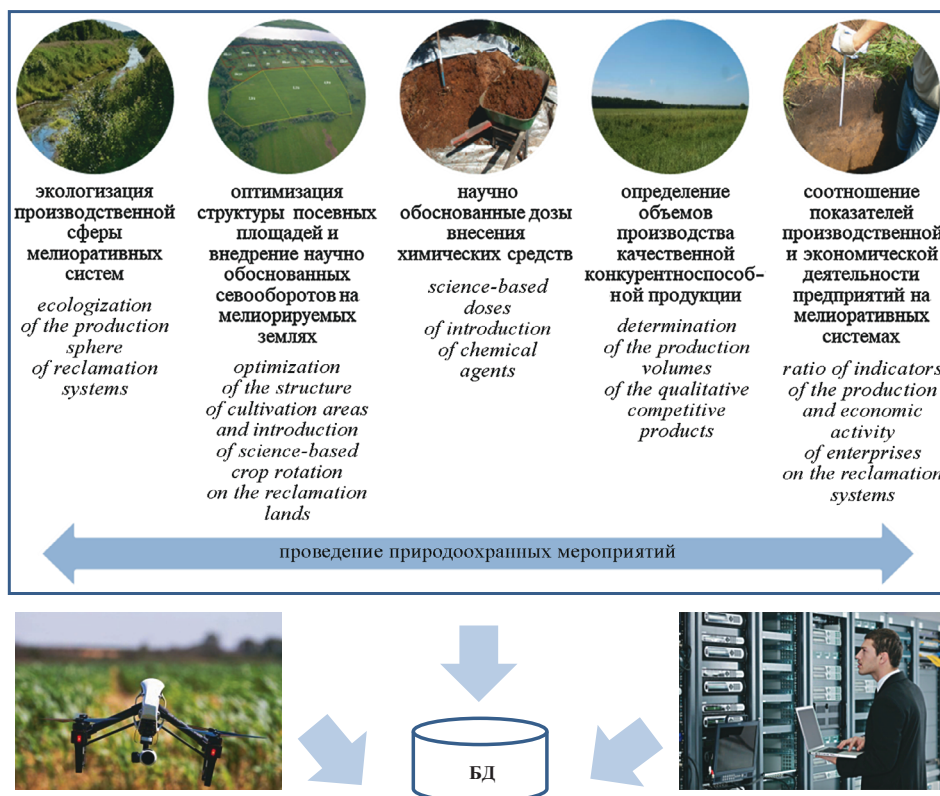 экологизация
производственной
сферы
мелиоративных
систем
ecologization
of the production
sphere
of reclamation
systems
оптимизация
структуры посевных
площадей и
внедрение научно
обоснованных
севооборотов на
мелиорируемых
землях
optimization
of the structure
of cultivation areas
and introduction
of science-based
crop rotation
on the reclamation
lands
научно
обоснованные дозы
внесения
химических средств
science-based
doses
of introduction
of chemical
agents
определение
объемов
производства
качественной
конкурентноспособ-
ной продукции
determination
of the production
volumes
of the qualitative
competitive
products
соотношение
показателей
производственной
и экономической
деятельности
предприятий на
мелиоративных
системах
ratio of indicators
of the production
and economic
activity
of enterprises
on the reclamation
systems
проведение природоохранных мероприятий
БД